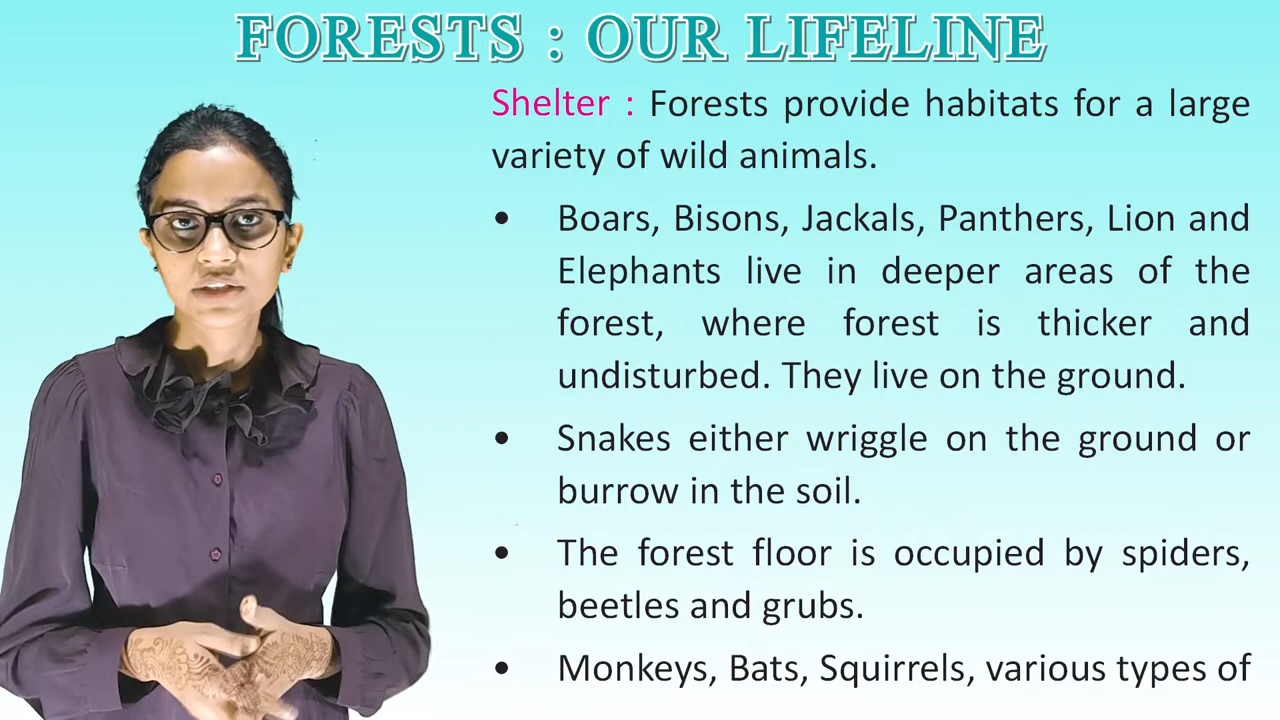 FORESTS : OUR LIFELINE
Shelter : Forests provide habitats for a large
variety of wild animals.
• Boars, Bisons, Jackals, Panthers, Lion and
Elephants live in deeper areas of the
forest, where forest is thicker and
undisturbed. They live on the ground.
• Snakes either wriggle on the ground or
burrow in the soil.
• The forest floor is occupied by spiders,
beetles and grubs.
• Monkeys, Bats, Squirrels, various types of